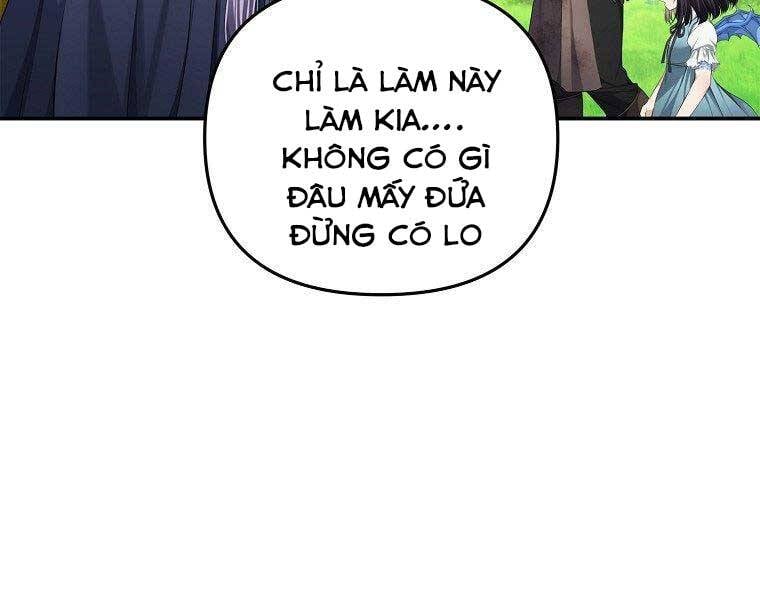 CHỈ LÀ LÀM NÀY
LÀM KIA....
KHÔNG CÓ GÌ
ĐÂU MẤY ĐỨA
ĐỪNG CÓ LO